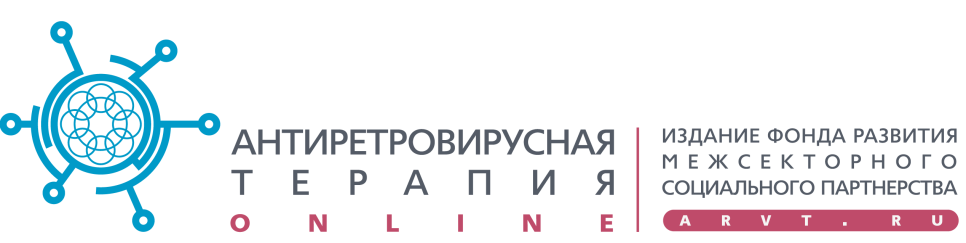 АНТИРЕТРОВИРУСНАЯ
ТЕРАПИЯ
ONLINE
ИЗДАНИЕ ФОНДА РАЗВИТИЯ
МЕЖСЕКТОРНОГО
СОЦИАЛЬНОГО ПАРТНЕРСТВА
ARVT.RU